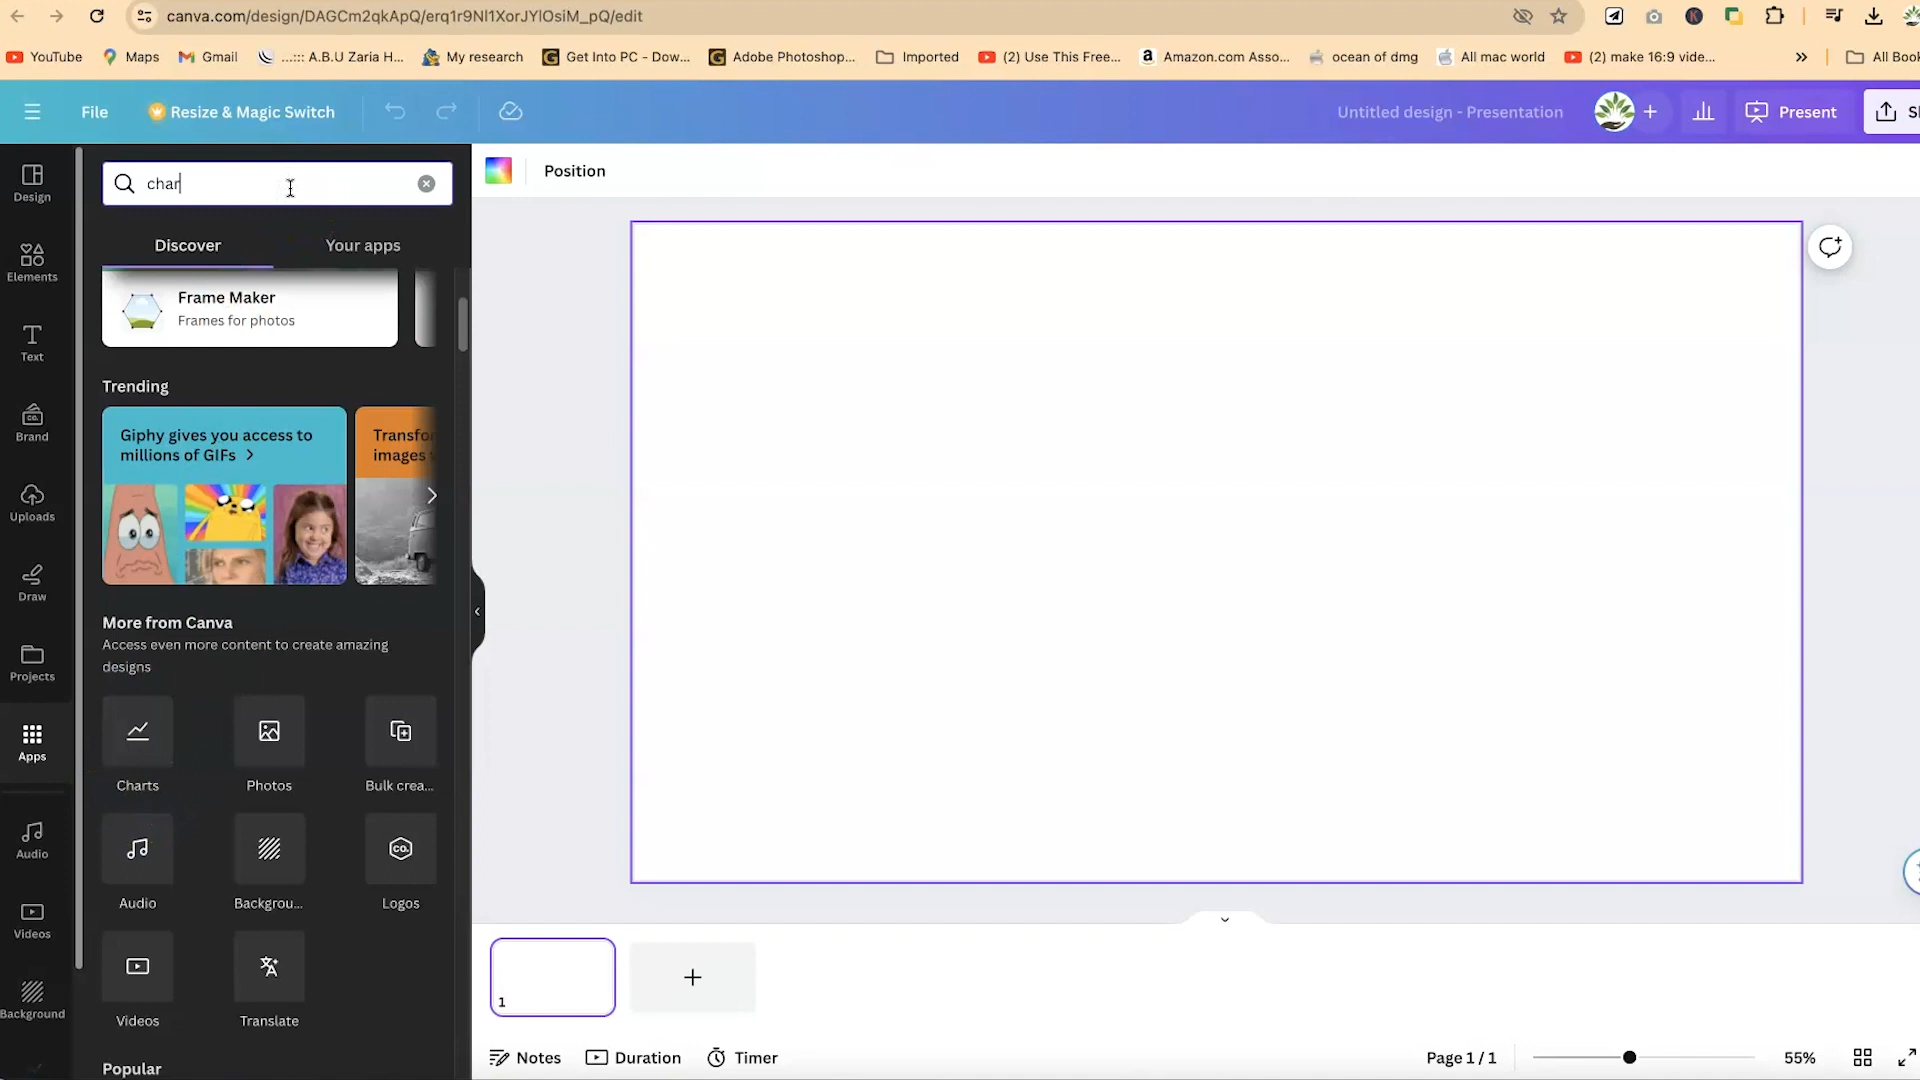 canva.com/design/DAGCm2qkApQ/erq1r9Nl1XorJYlOsiM_pQ/edit
YouTube
Maps
Gmail
...::: A.B.U Zaria H...
My research
Get Into PC - Dow...
Adobe Photoshop...
Imported
(2) Use This Free...
Amazon.com Asso...
ocean of dmg
All mac world
(2) make 16:9 vide...
»
All Book
File
Resize & Magic Switch
Untitled design - Presentation
Present
char
Position
Discover
Your apps
Design
Elements
Text
Brand
Uploads
Draw
Projects
Apps
Audio
Videos
Background
Frame Maker
Frames for photos
Trending
Giphy gives you access to
millions of GIFs >
Transfor
images
More from Canva
Access even more content to create amazing
designs
Charts
Photos
Bulk crea...
Audio
Backgrou...
CO.
Logos
Videos
Translate
Popular
1
Notes
Duration
Timer
Page 1 / 1
55%